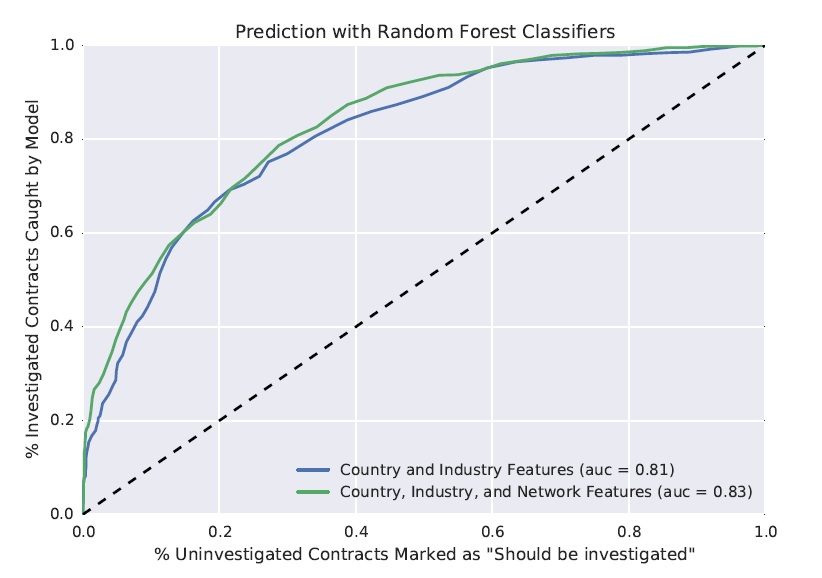 Prediction with Random Forest Classifiers
% Investigated Contracts Caught by Model
1.0
0.8
0.6
0.4
0.2
0.0
Country and Industry Features (auc = 0.81)
Country, Industry, and Network Features (auc = 0.83)
0.0 0.2 0.4 0.6 0.8 1.0
% Uninvestigated Contracts Marked as "Should be investigated"